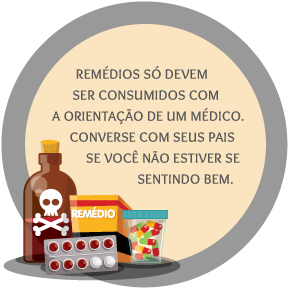 REMÉDIOS SÓ DEVEM
SER CONSUMIDOS COM
A ORIENTAÇÃO DE UM MÉDICO.
CONVERSE COM SEUS PAIS
SE VOCÊ NÃO ESTIVER SE
SENTINDO BEM.
REMÉDIO